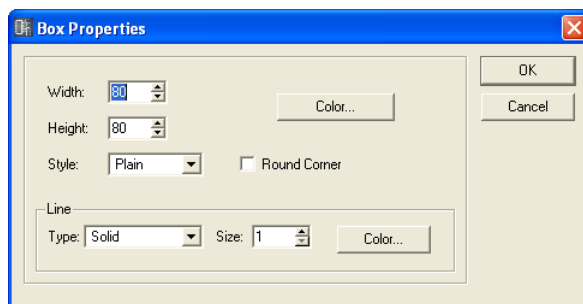 Box Properties
OK
Width: 80
Color...
Cancel
Height: 80
Style: Plain Round Corner
Line
Type: Solid Size: 1 Color...